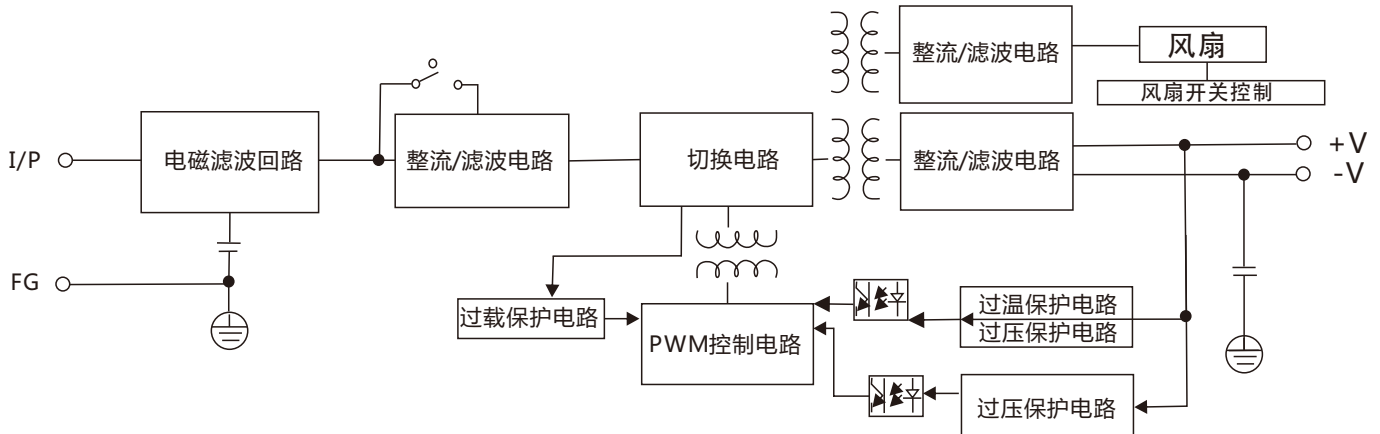 整流/滤波电路
风扇
风扇开关控制
I/P
电磁滤波回路
整流/滤波电路
切换电路
整流/滤波电路
+V
-V
FG
过载保护电路
PWM控制电路
过温保护电路
过压保护电路
过压保护电路